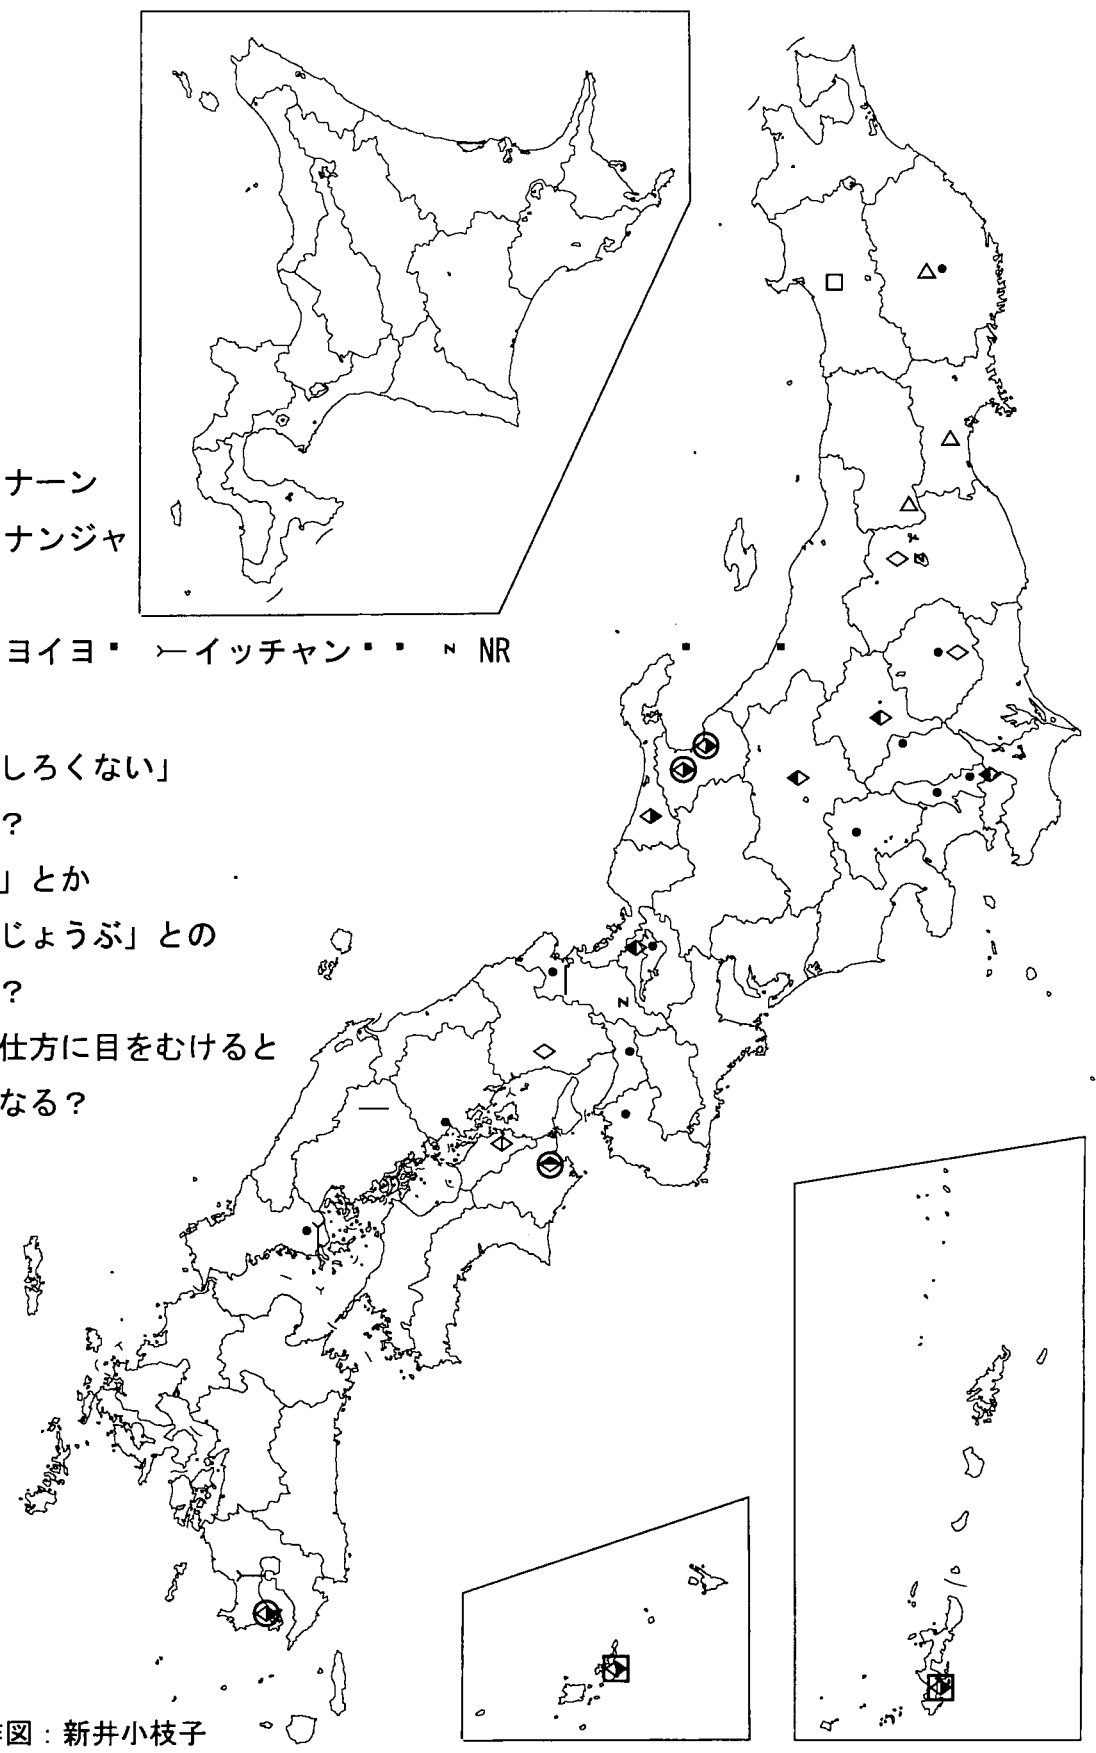 ナーン
ナンジャ
ヨイヨ イッチャン N NR
しろくない」
?
」とか
じょうぶ」との
?
仕方に目をむけると
なる?
N
作図:新井小枝子